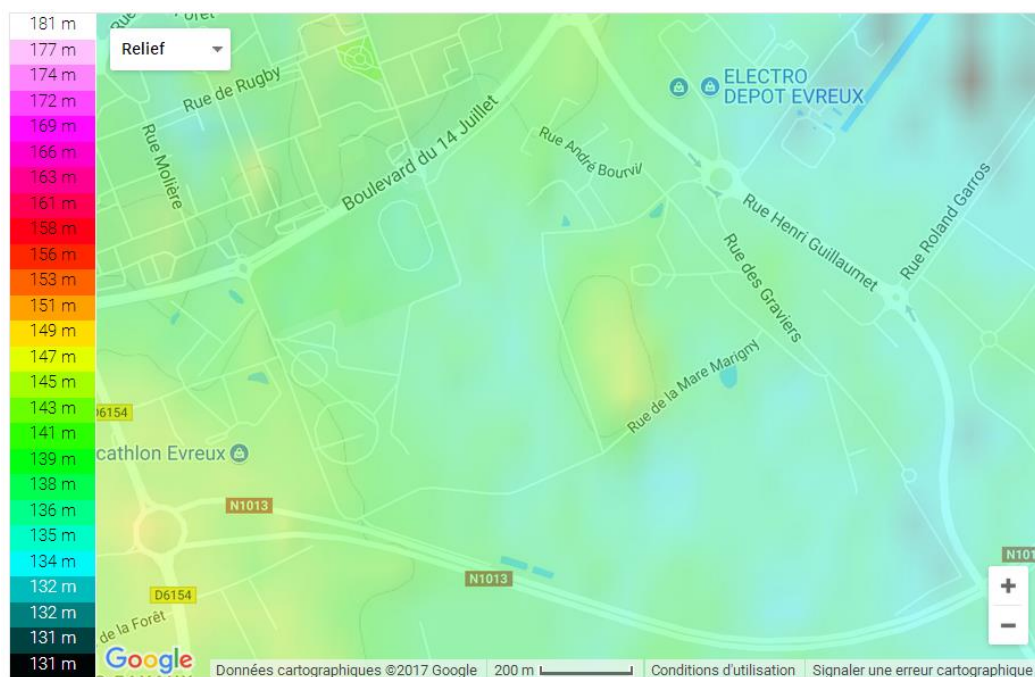 181 m
177 m
174 m
172 m
169 m
166 m
163 m
161 m
158 m
156 m
153 m
151 m
149 m
147 m
145 m
143 m
141 m
139 m
138 m
136 m
135 m
134 m
132 m
132 m
131 m
131 m
Relief
Forêt
Rue de Rugby
Rue Molière
Boulevard du 14 Juillet
ELECTRO
DEPOT EVREUX
Rue André Bourvil
Rue Henri Guillaumet
Rue Roland Garros
Rue des Graviers
Rue de la Mare Marigny
D6154
cathlon Evreux
N1013
N1013
N101
D6154
de la Forêt
+
−
Google
Données cartographiques ©2017 Google
200 m
Conditions d'utilisation
Signaler une erreur cartographique